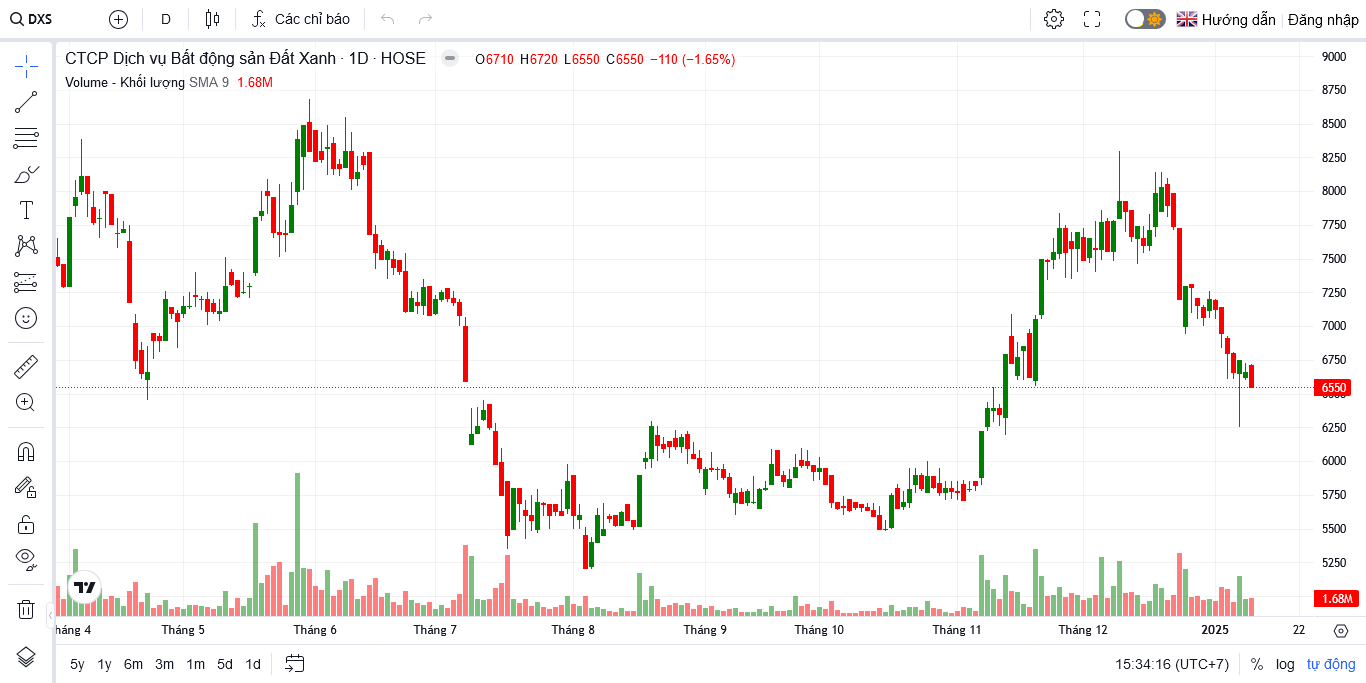 DXS D Các chỉ báo Hướng dẫn Đăng nhập
CTCP Dịch vụ Bất động sản Đất Xanh · 1D · HOSE O6710 H6720 L6550 C6550 −110 (−1.65%)
Volume - Khối lượng SMA 9 1.68M
9000
8750
8500
8250
8000
7750
7500
7250
7000
6750
6550
6250
6000
5750
5500
5250
1.68M
háng 4 Tháng 5 Tháng 6 Tháng 7 Tháng 8 Tháng 9 Tháng 10 Tháng 11 Tháng 12 2025 22
5y 1y 6m 3m 1m 5d 1d 15:34:16 (UTC+7) % log tự động